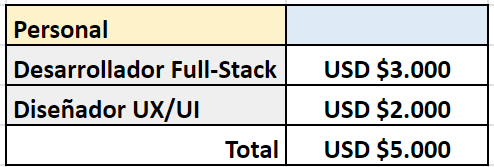 Personal
Desarrollador Full-Stack USD $3.000
Diseñador UX/UI USD $2.000
Total USD $5.000